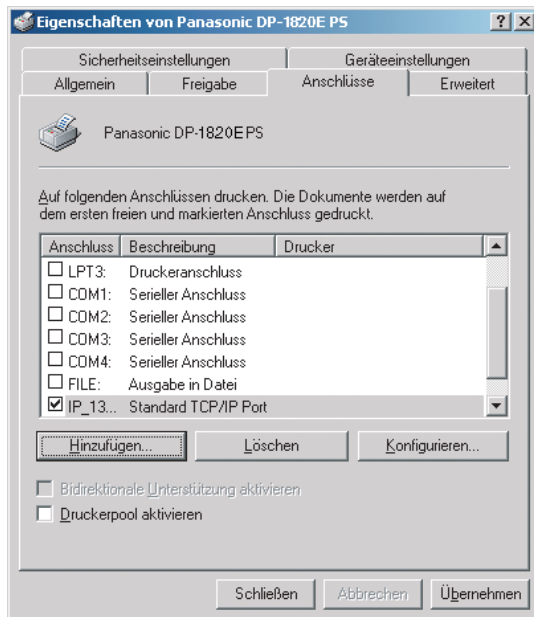 Eigenschaften von Panasonic DP-1820E PS
Sicherheitseinstellungen Geräteeinstellungen
Allgemein Freigabe Anschlüsse Erweitert
Panasonic DP-1820E PS
Auf folgenden Anschlüssen drucken. Die Dokumente werden auf
dem ersten freien und markierten Anschluss gedruckt.
Anschluss Beschreibung Drucker
LPT3: Druckeranschluss
COM1: Serieller Anschluss
COM2: Serieller Anschluss
COM3: Serieller Anschluss
COM4: Serieller Anschluss
FILE: Ausgabe in Datei
IP_13... Standard TCP/IP Port
Hinzufügen... Löschen Konfigurieren...
Bidirektionale Unterstützung aktivieren
Druckerpool aktivieren
Schließen Abbrechen Übernehmen